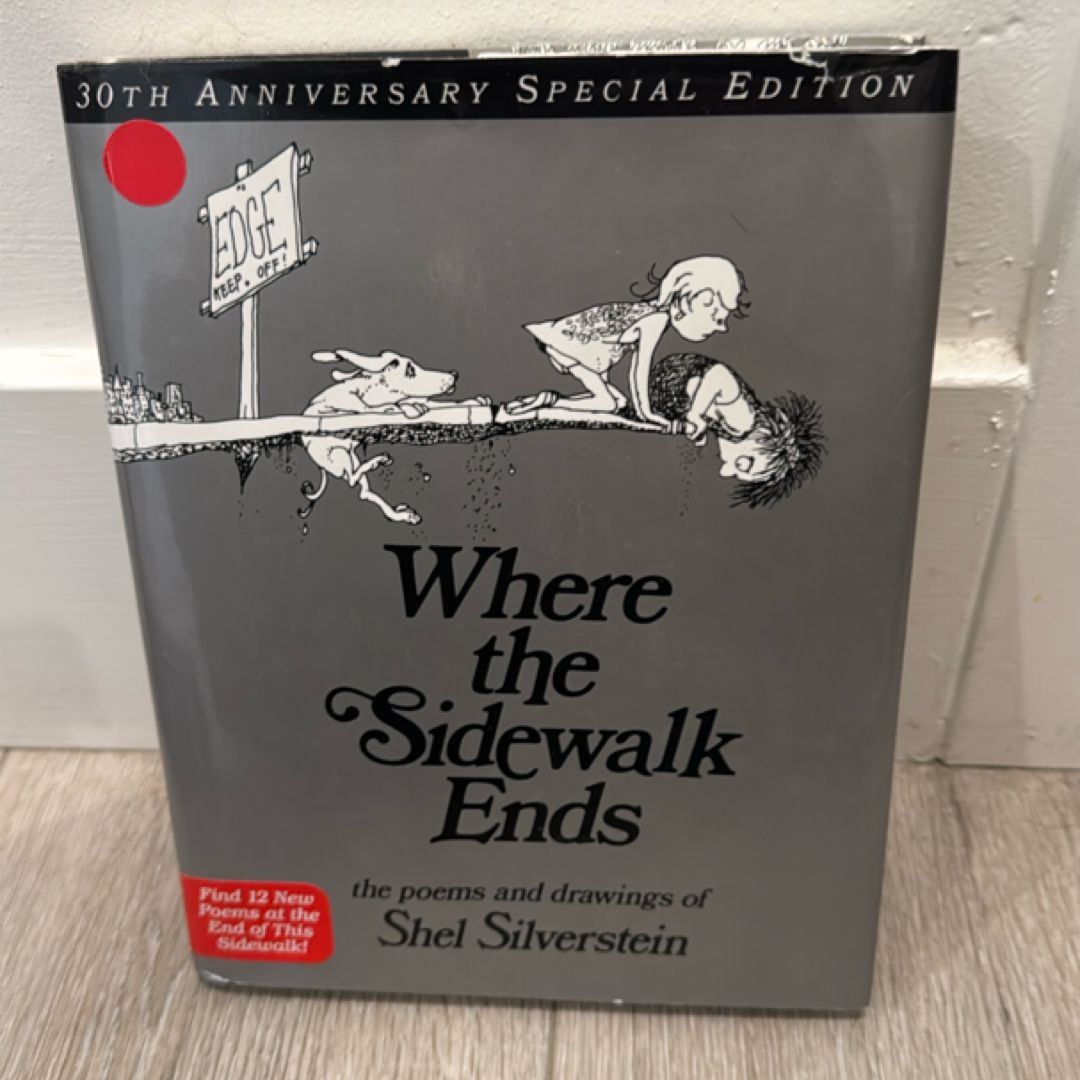 30TH ANNIVERSARY SPECIAL EDITION
EDGE
KEEP OFF!
Where
the
Sidewalk
Ends
the poems and drawings of
Shel Silverstein
Find 12 New
Poems at the
End of This
Sidewalk!